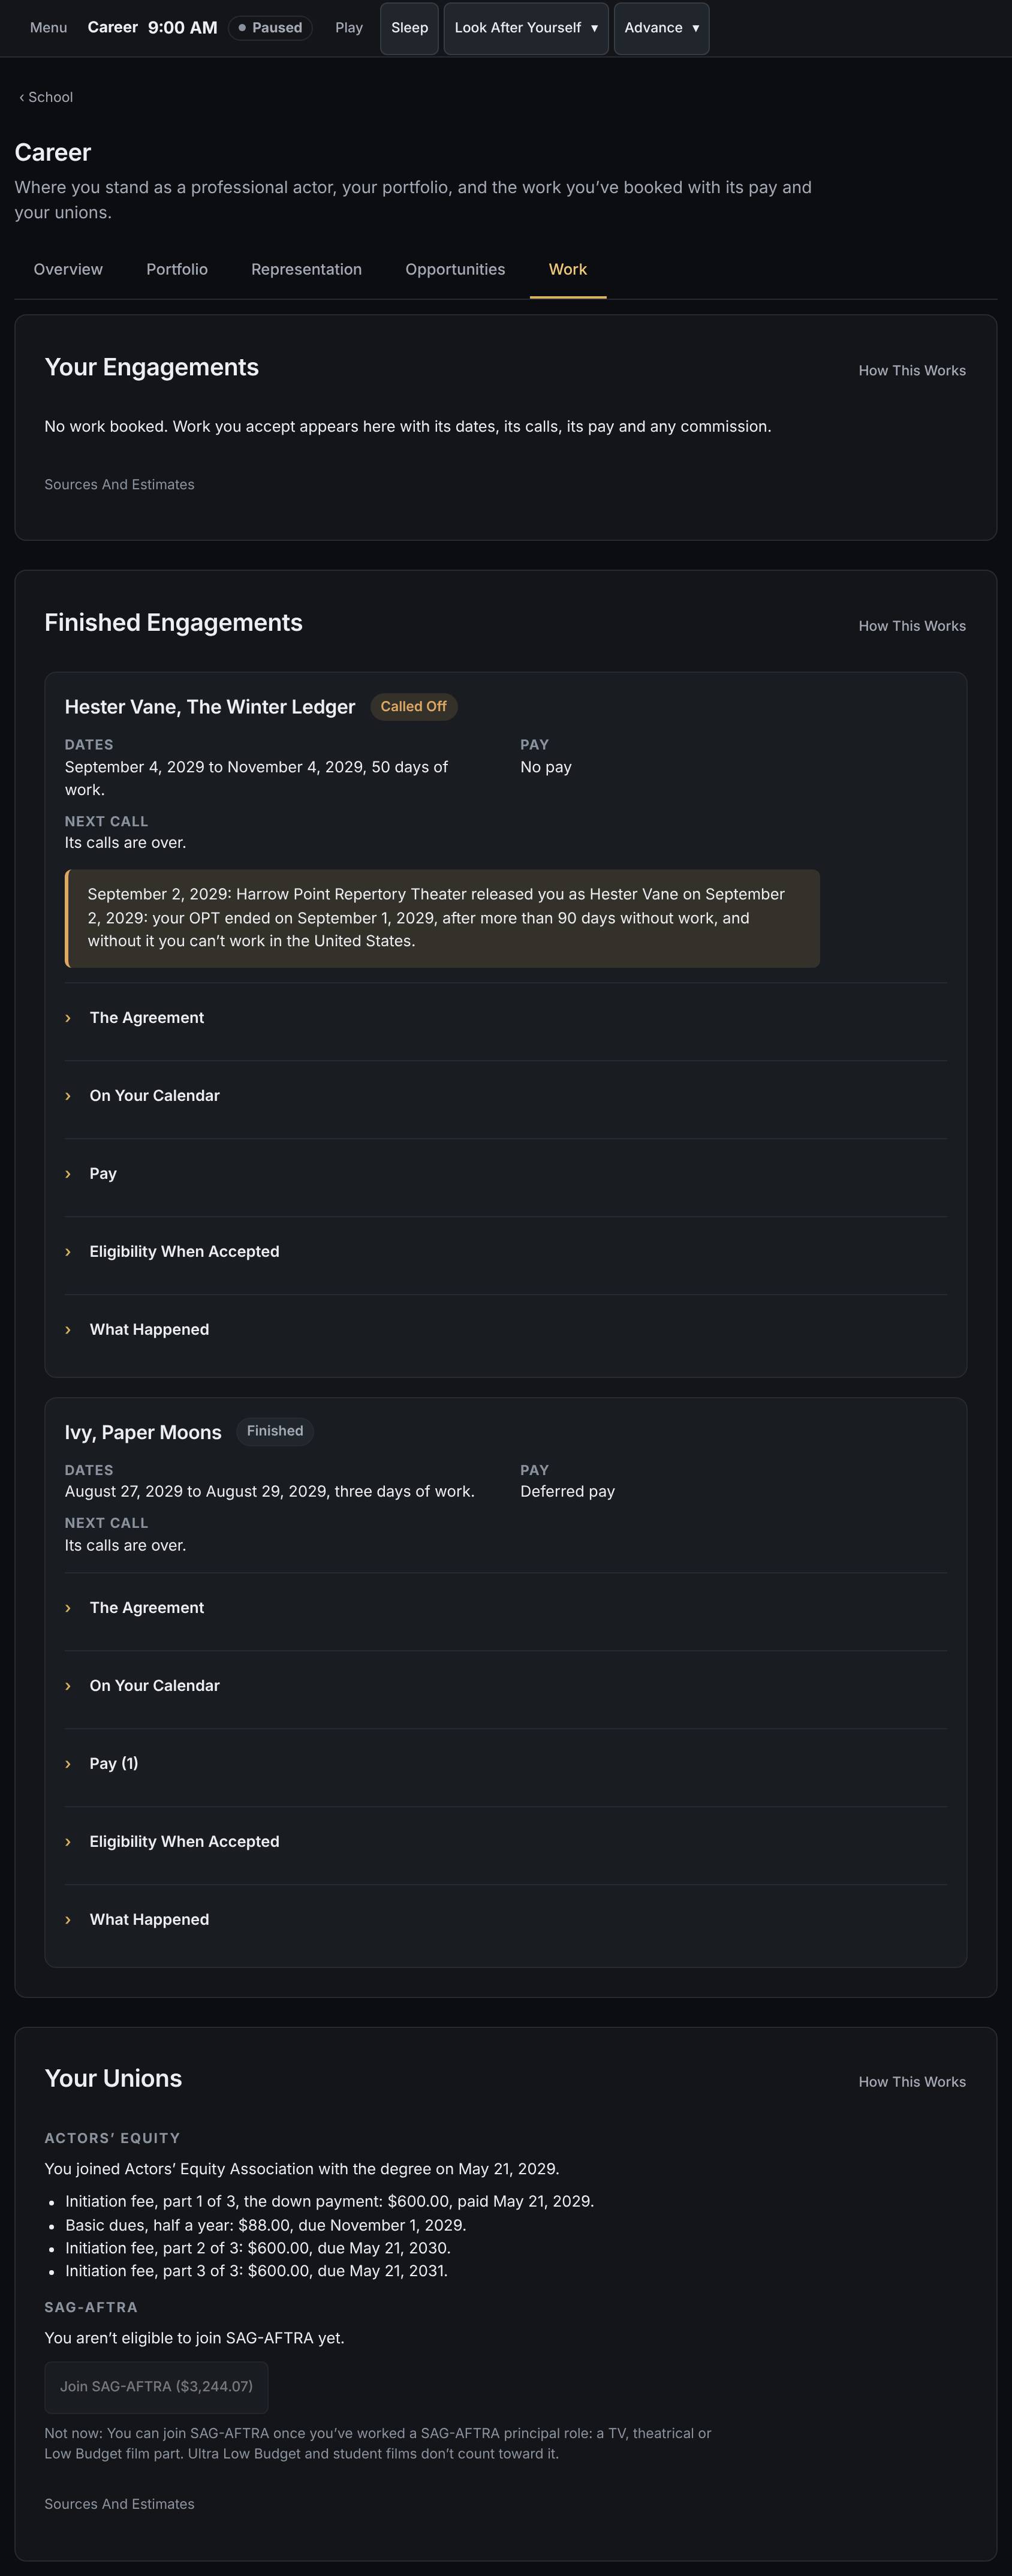 Menu Career 9:00 AM Paused Play Sleep Look After Yourself ▾ Advance ▾
‹ School
Career
Where you stand as a professional actor, your portfolio, and the work you’ve booked with its pay and
your unions.
Overview Portfolio Representation Opportunities Work
Your Engagements How This Works
No work booked. Work you accept appears here with its dates, its calls, its pay and any commission.
Sources And Estimates
Finished Engagements How This Works
Hester Vane, The Winter Ledger Called Off
DATES PAY
September 4, 2029 to November 4, 2029, 50 days of No pay
work.
NEXT CALL
Its calls are over.
September 2, 2029: Harrow Point Repertory Theater released you as Hester Vane on September
2, 2029: your OPT ended on September 1, 2029, after more than 90 days without work, and
without it you can’t work in the United States.
› The Agreement
› On Your Calendar
› Pay
› Eligibility When Accepted
› What Happened
Ivy, Paper Moons Finished
DATES PAY
August 27, 2029 to August 29, 2029, three days of work. Deferred pay
NEXT CALL
Its calls are over.
› The Agreement
› On Your Calendar
› Pay (1)
› Eligibility When Accepted
› What Happened
Your Unions How This Works
ACTORS’ EQUITY
You joined Actors’ Equity Association with the degree on May 21, 2029.
• Initiation fee, part 1 of 3, the down payment: $600.00, paid May 21, 2029.
• Basic dues, half a year: $88.00, due November 1, 2029.
• Initiation fee, part 2 of 3: $600.00, due May 21, 2030.
• Initiation fee, part 3 of 3: $600.00, due May 21, 2031.
SAG-AFTRA
You aren’t eligible to join SAG-AFTRA yet.
Join SAG-AFTRA ($3,244.07)
Not now: You can join SAG-AFTRA once you’ve worked a SAG-AFTRA principal role: a TV, theatrical or
Low Budget film part. Ultra Low Budget and student films don’t count toward it.
Sources And Estimates